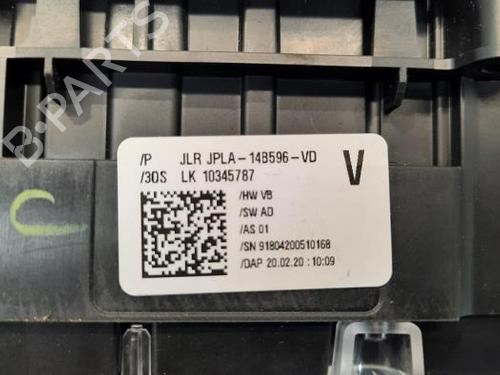 /P JLR JPLA-14B596-VD V
/3OS LK 10345787
/HW VB
/SW AD
/AS 01
/SN 91804200510168
/DAP 20.02.20 : 10:09
C
B-PARTS